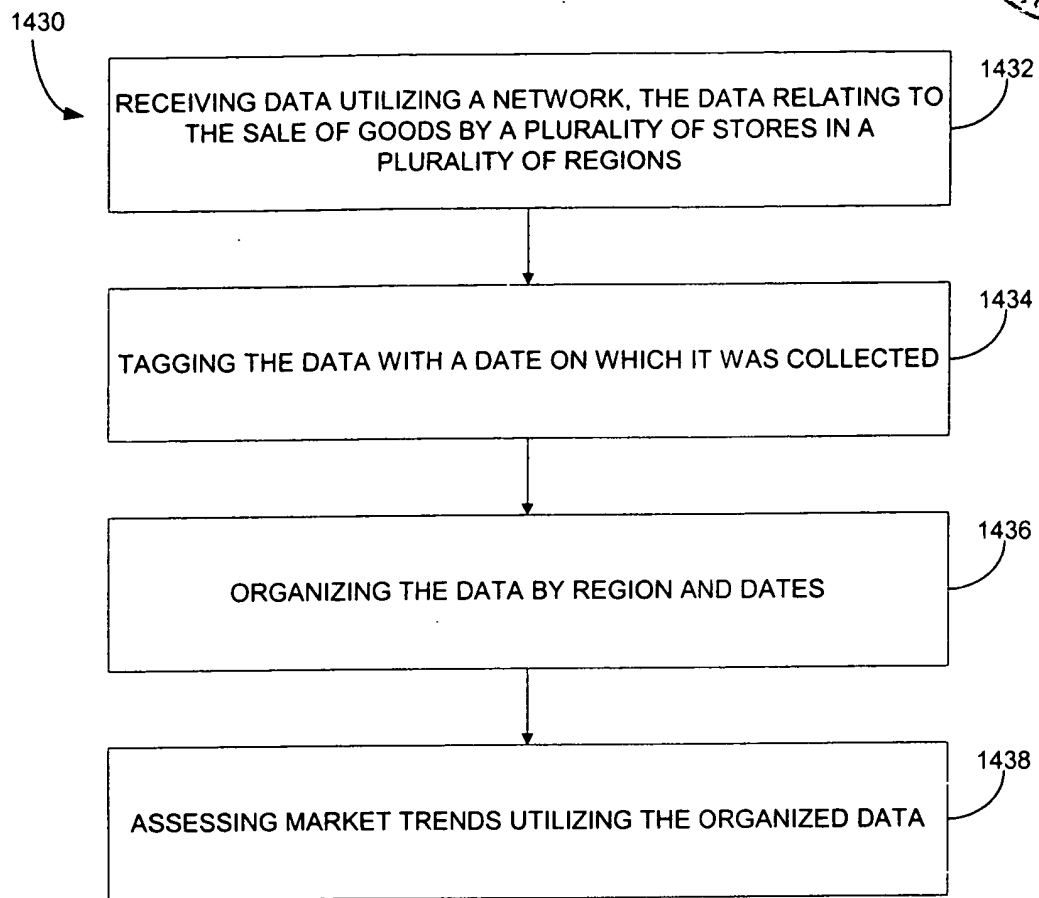 1430
1432
RECEIVING DATA UTILIZING A NETWORK, THE DATA RELATING TO
THE SALE OF GOODS BY A PLURALITY OF STORES IN A
PLURALITY OF REGIONS
1434
TAGGING THE DATA WITH A DATE ON WHICH IT WAS COLLECTED
1436
ORGANIZING THE DATA BY REGION AND DATES
1438
ASSESSING MARKET TRENDS UTILIZING THE ORGANIZED DATA